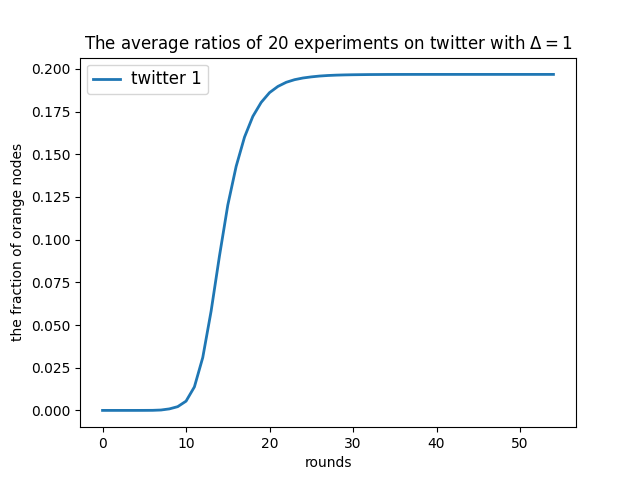 The average ratios of 20 experiments on twitter with Δ = 1
twitter 1
the fraction of orange nodes
0.200
0.175
0.150
0.125
0.100
0.075
0.050
0.025
0.000
0 10 20 30 40 50
rounds